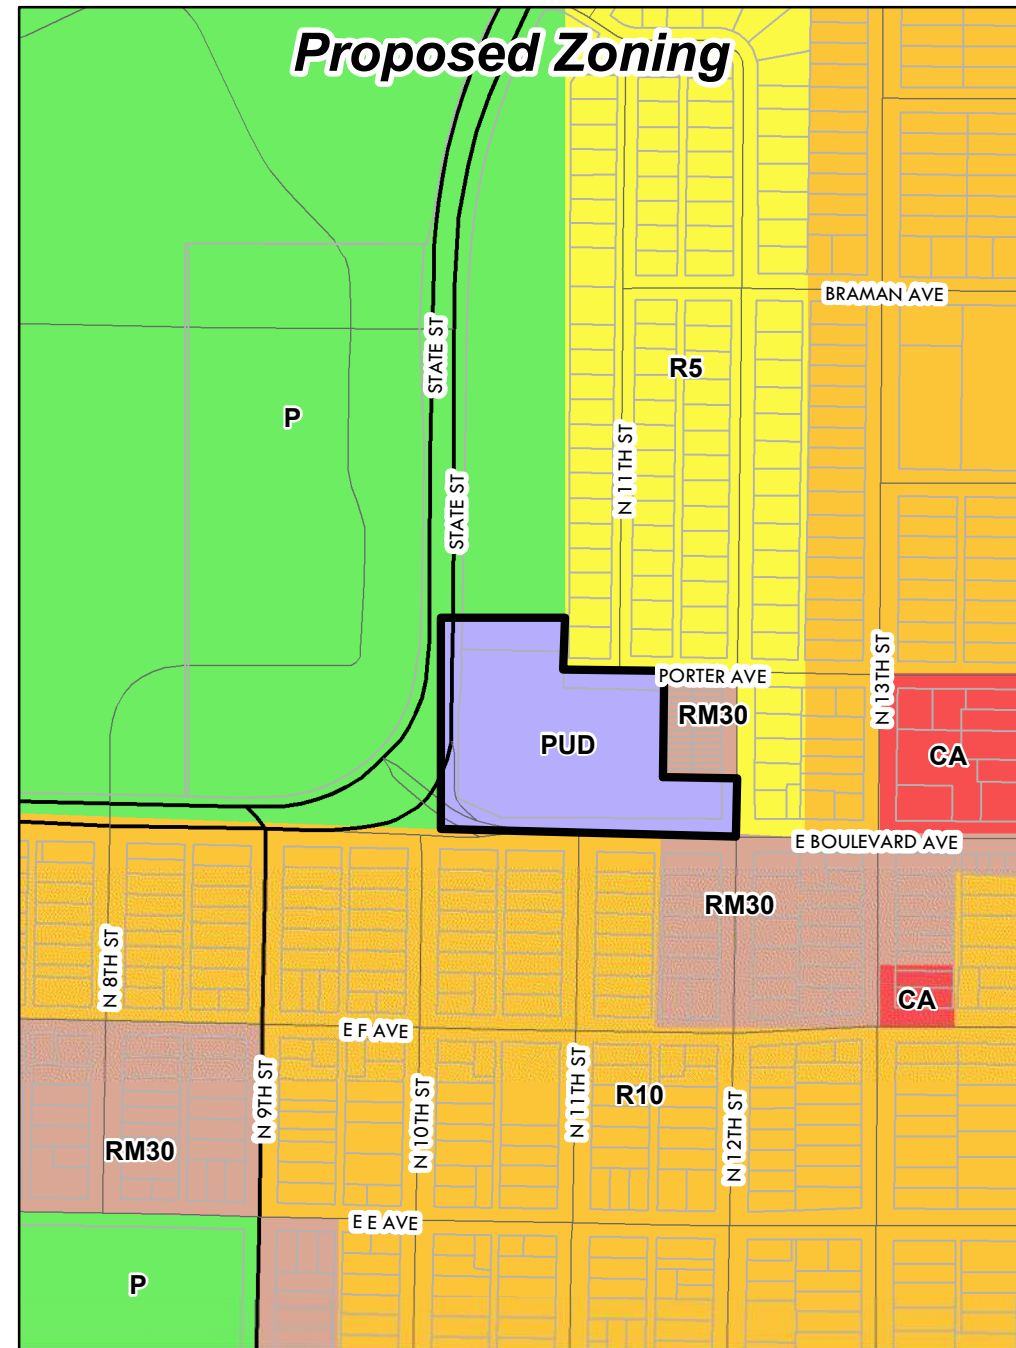 Proposed Zoning
BRAMAN AVE
STATE ST
R5
P
N 11TH ST
STATE ST
N 13TH ST
PORTER AVE
RM30
PUD
CA
E BOULEVARD AVE
RM30
N 8TH ST
CA
E F AVE
N 9TH ST
N 10TH ST
N 11TH ST
R10
N 12TH ST
RM30
E E AVE
P